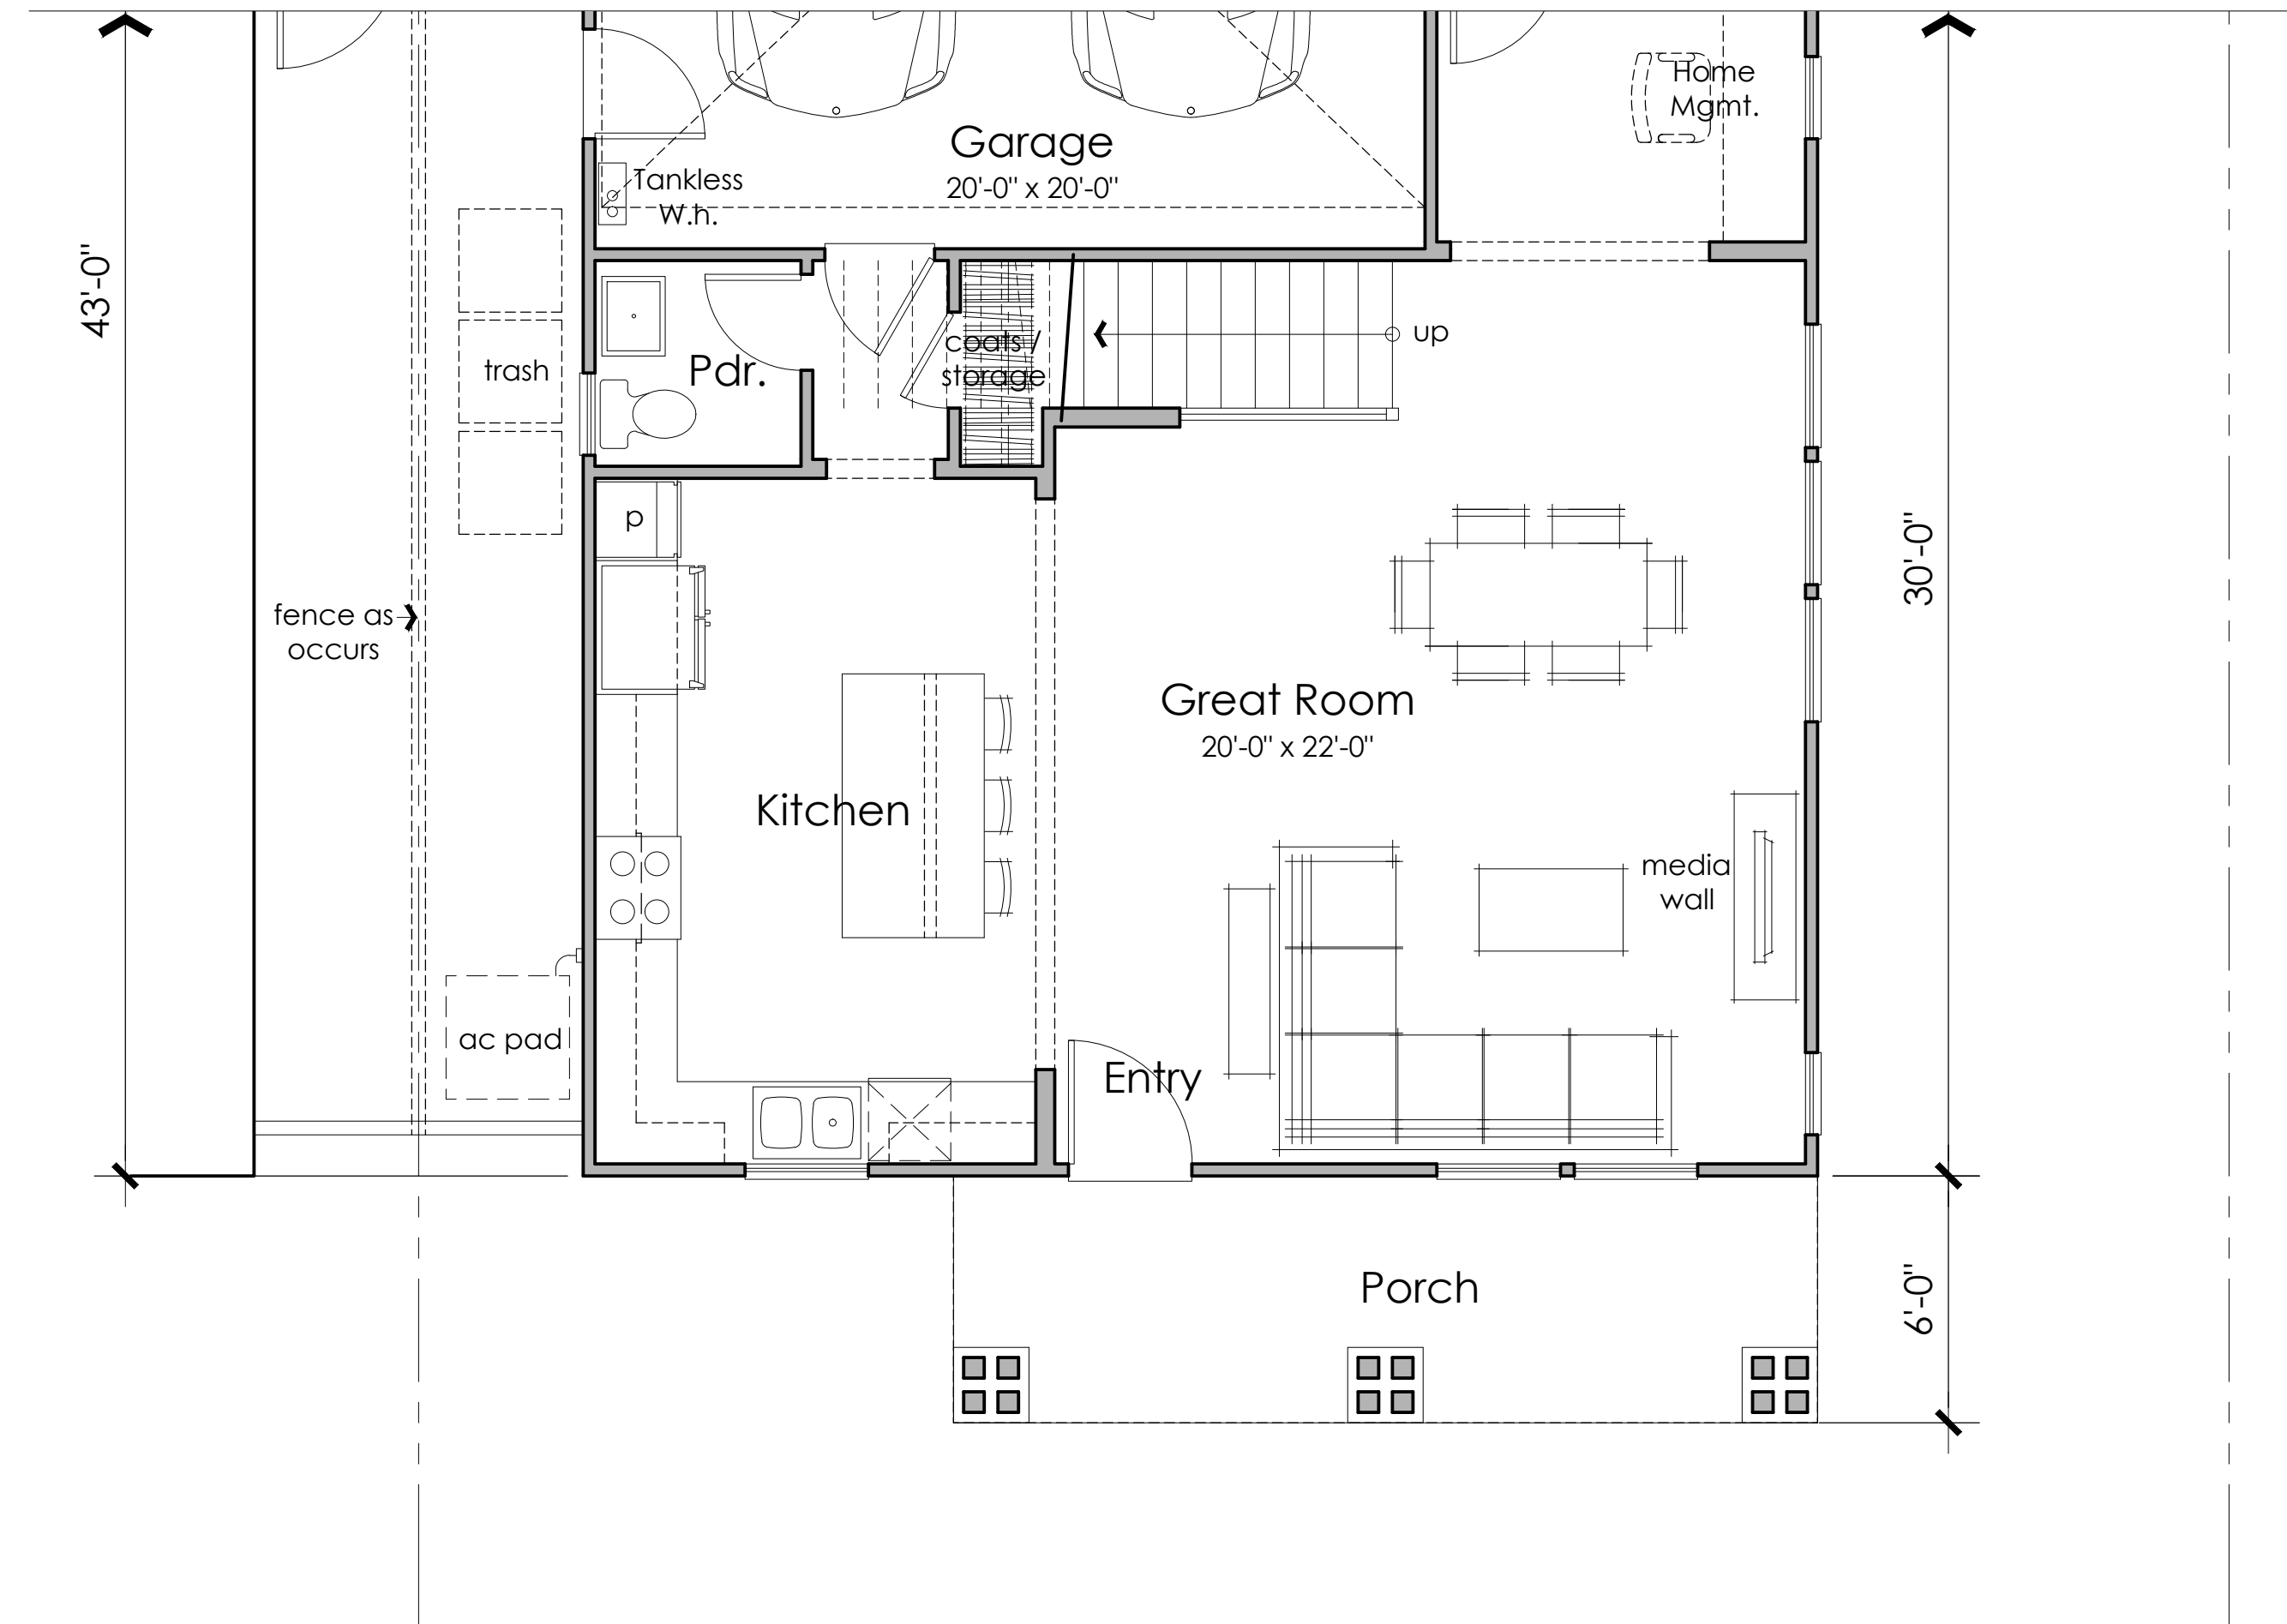 Home
Mgmt.
Garage
20'-0" x 20'-0"
Tankless
W.h.
43'-0"
trash
Pdr.
coats /
storage
up
p
30'-0"
fence as
occurs
Great Room
20'-0" x 22'-0"
Kitchen
media
wall
ac pad
Entry
Porch
6'-0"